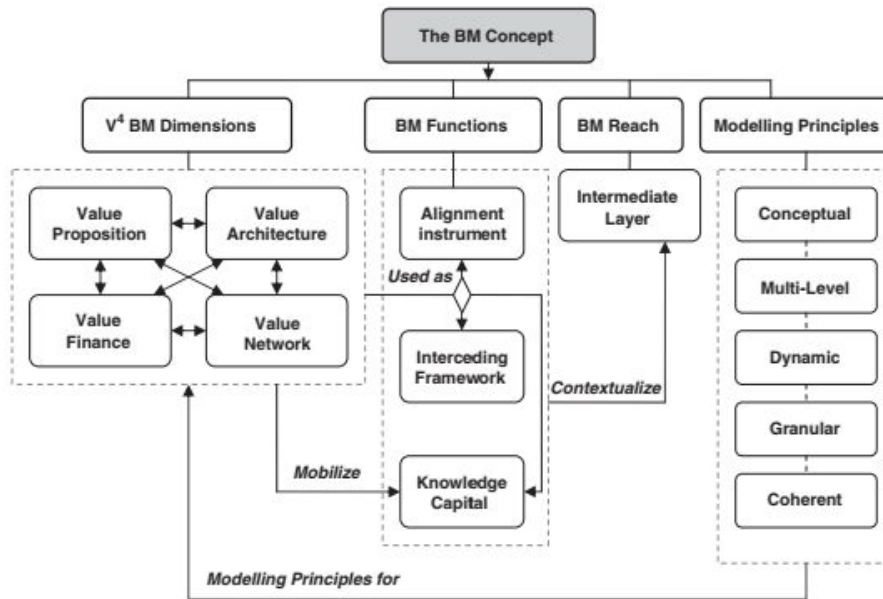 The BM Concept
V⁴ BM Dimensions
BM Functions
BM Reach
Modelling Principles
Value
Proposition
Value
Architecture
Value
Finance
Value
Network
Used as
Alignment
instrument
Interceding
Framework
Knowledge
Capital
Mobilize
Intermediate
Layer
Contextualize
Conceptual
Multi-Level
Dynamic
Granular
Coherent
Modelling Principles for